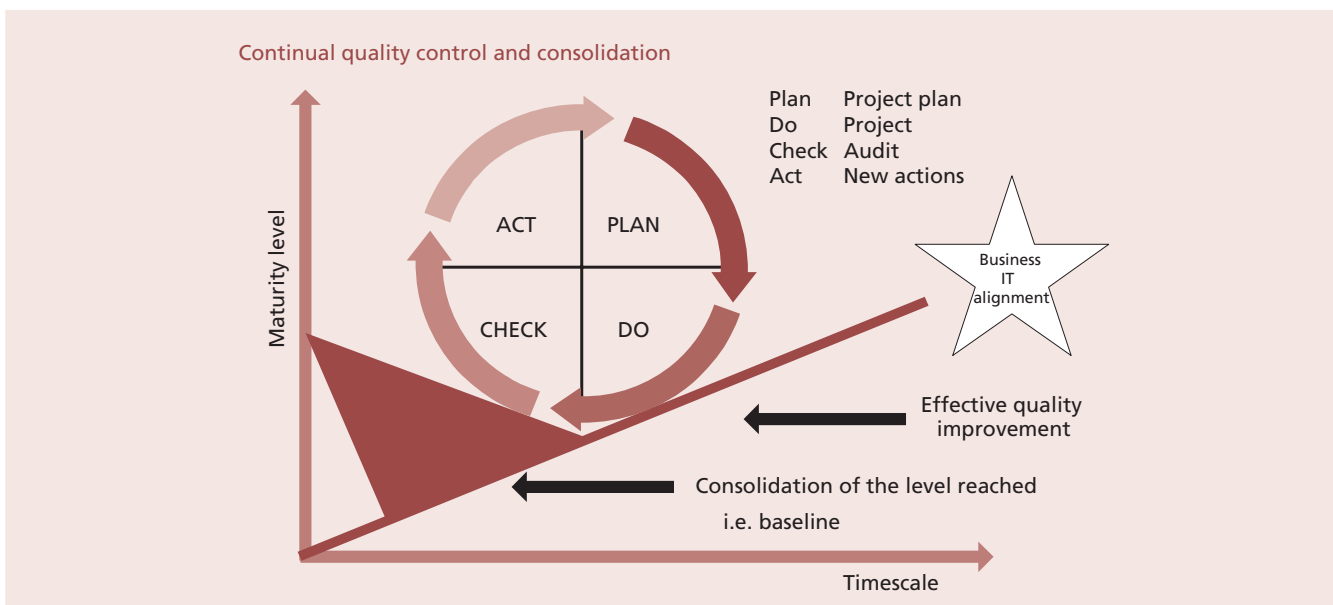 Continual quality control and consolidation
Plan Project plan
Do Project
Check Audit
Act New actions
Maturity level
ACT
PLAN
CHECK
DO
Business
IT
alignment
Effective quality
improvement
Consolidation of the level reached
i.e. baseline
Timescale